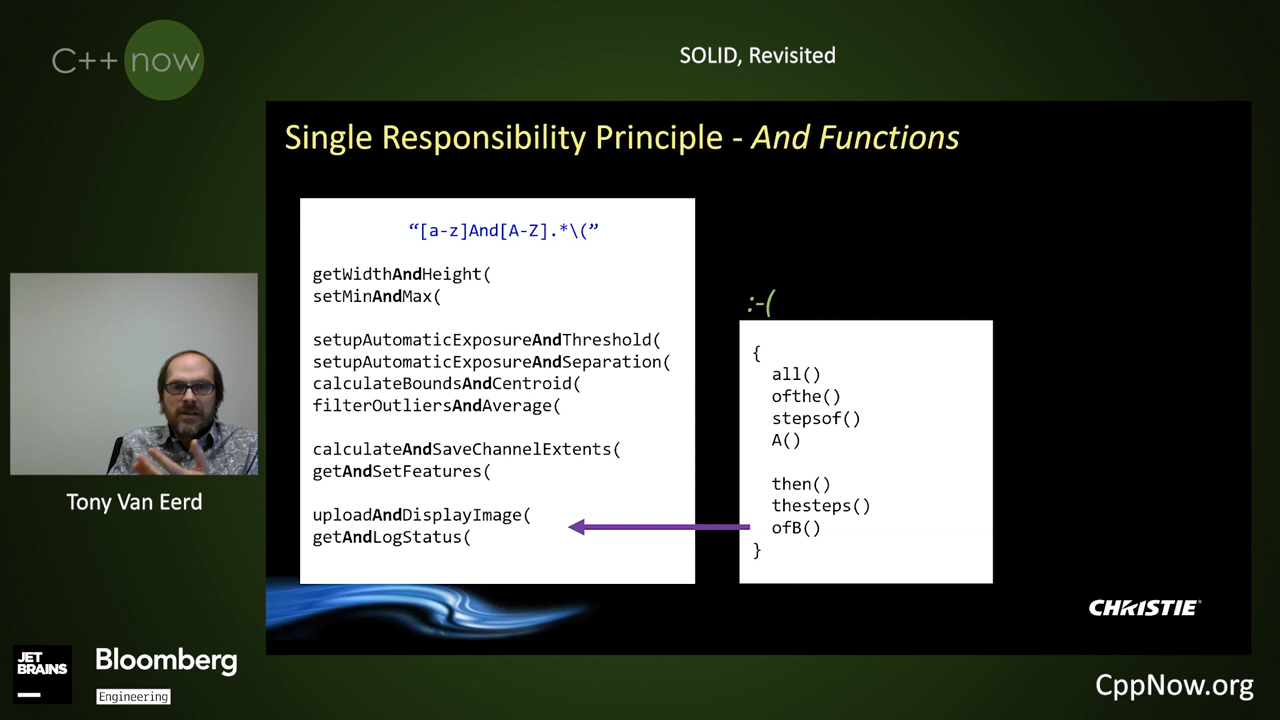 C++ now
SOLID, Revisited
Single Responsibility Principle - And Functions
“[a-z]And[A-Z].*\(”
getWidthAndHeight(
setMinAndMax(
setupAutomaticExposureAndThreshold(
setupAutomaticExposureAndSeparation(
calculateBoundsAndCentroid(
filterOutliersAndAverage(
calculateAndSaveChannelExtents(
getAndSetFeatures(
uploadAndDisplayImage(
getAndLogStatus(
:-(
{
all()
ofthe()
stepsof()
A()
then()
thesteps()
ofB()
}
Tony Van Eerd
CHRISTIE®
JET
BRAINS
Bloomberg
Engineering
CppNow.org